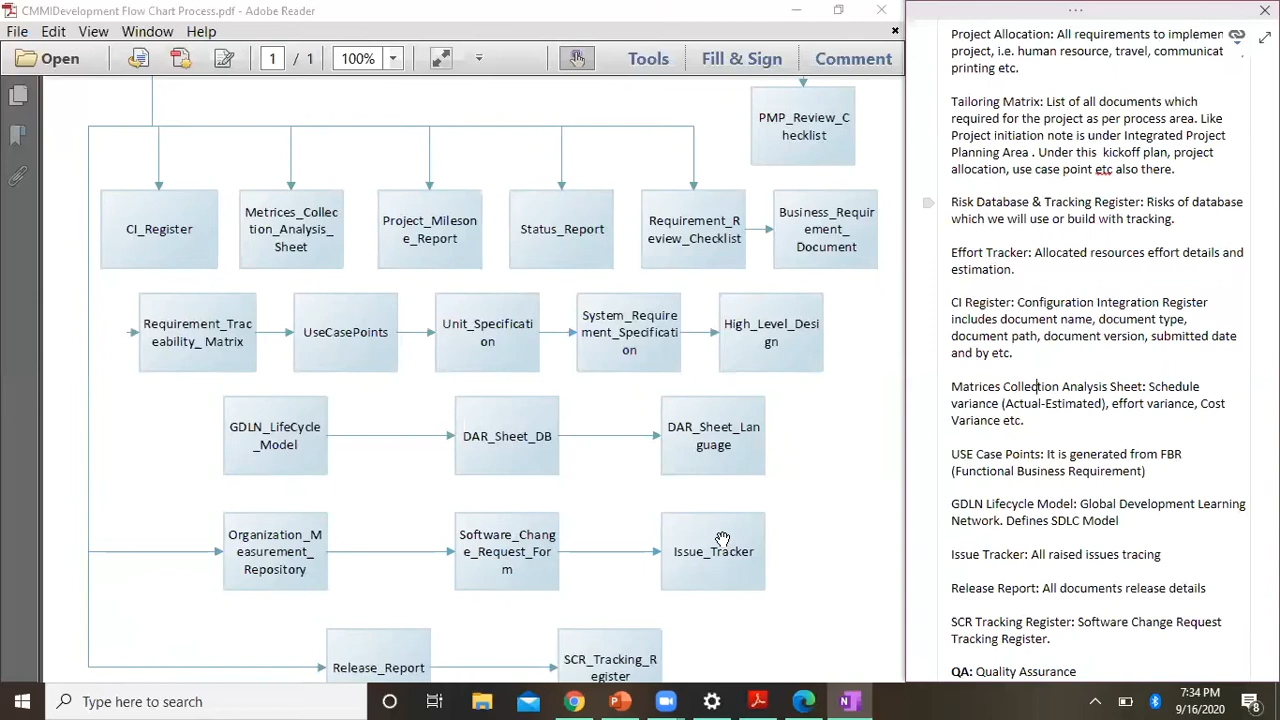 CMMIDevelopment Flow Chart Process.pdf - Adobe Reader
File Edit View Window Help
Open
1 / 1
100%
Tools
Fill & Sign
Comment
PMP_Review_C
hecklist
CI_Register
Metrices_Collec
tion_Analysis_
Sheet
Project_Mileson
e_Report
Status_Report
Requirement_R
eview_Checklist
Business_Requir
ement_
Document
Requirement_Trac
eability_ Matrix
UseCasePoints
Unit_Specificati
on
System_Require
ment_Specificati
on
High_Level_Desi
gn
GDLN_LifeCycle
_Model
DAR_Sheet_DB
DAR_Sheet_Lan
guage
Organization_M
easurement_
Repository
Software_Chang
e_Request_For
m
Issue_Tracker
Release_Report
SCR_Tracking_R
egister
Project Allocation: All requirements to implemen
project, i.e. human resource, travel, communicat
printing etc.
Tailoring Matrix: List of all documents which
required for the project as per process area. Like
Project initiation note is under Integrated Project
Planning Area . Under this kickoff plan, project
allocation, use case point etc also there.
Risk Database & Tracking Register: Risks of database
which we will use or build with tracking.
Effort Tracker: Allocated resources effort details and
estimation.
CI Register: Configuration Integration Register
includes document name, document type,
document path, document version, submitted date
and by etc.
Matrices Collection Analysis Sheet: Schedule
variance (Actual-Estimated), effort variance, Cost
Variance etc.
USE Case Points: It is generated from FBR
(Functional Business Requirement)
GDLN Lifecycle Model: Global Development Learning
Network. Defines SDLC Model
Issue Tracker: All raised issues tracing
Release Report: All documents release details
SCR Tracking Register: Software Change Request
Tracking Register.
QA: Quality Assurance
Type here to search
7:34 PM
9/16/2020
8